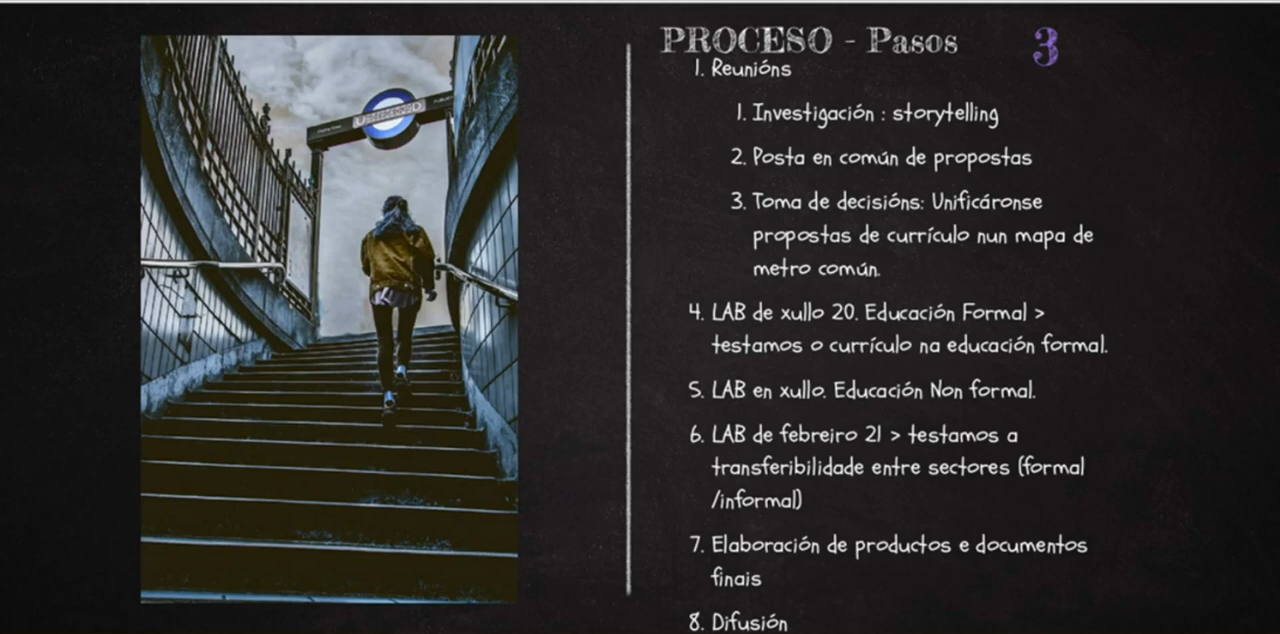 PROCESO - Pasos 3
1. Reunións
1. Investigación : storytelling
2. Posta en común de propostas
3. Toma de decisións: Unificáronse
propostas de currículo nun mapa de
metro común.
4. LAB de xullo 20. Educación Formal >
testamos o currículo na educación formal.
5. LAB en xullo. Educación Non formal.
6. LAB de febreiro 21 > testamos a
transferibilidade entre sectores (formal
/informal)
7. Elaboración de productos e documentos
finais
8. Difusión
UNDERGROUND